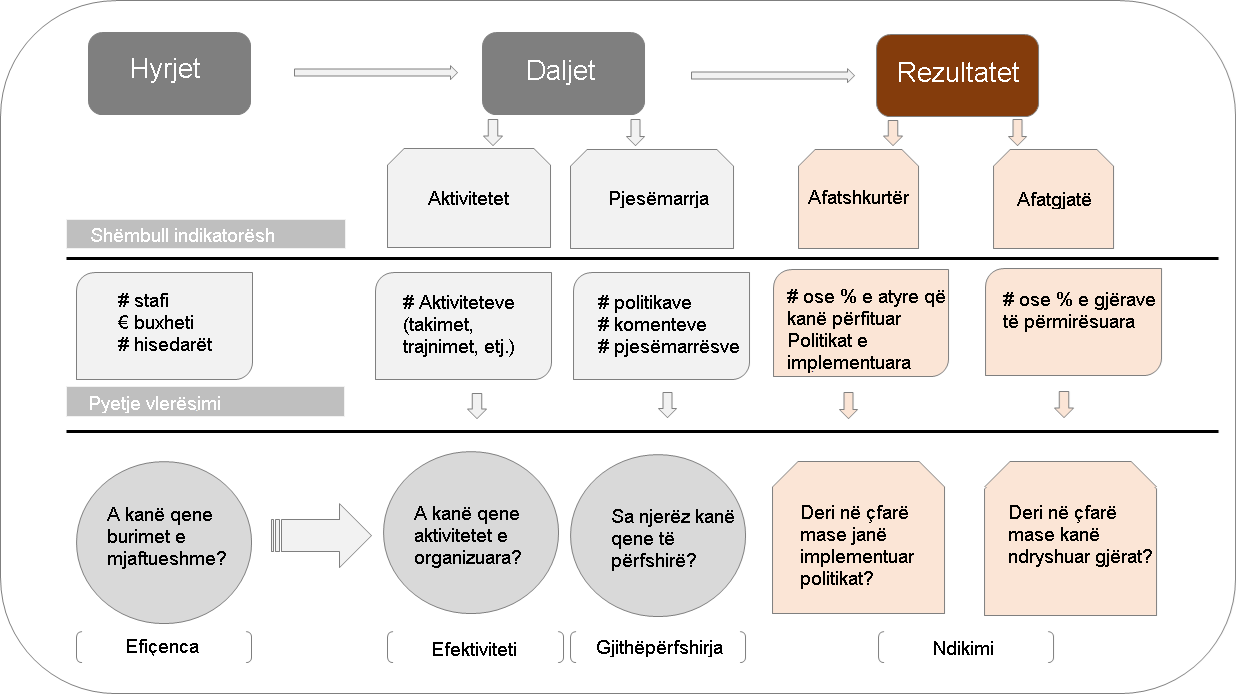 Hyrjet
Daljet
Rezultatet
Aktivitetet
Pjesëmarrja
Afatshkurtër
Afatgjatë
Shëmbull indikatorësh
# stafi
€ buxheti
# hisedarët
# Aktiviteteve
(takimet,
trajnimet, etj.)
# politikave
# komenteve
# pjesëmarrësve
# ose % e atyre që
kanë përfituar
Politikat e
implementuara
# ose % e gjërave
të përmirësuara
Pyetje vlerësimi
A kanë qene
burimet e
mjaftueshme?
A kanë qene
aktivitetet e
organizuara?
Sa njerëz kanë
qene të
përfshirë?
Deri në çfarë
mase janë
implementuar
politikat?
Deri në çfarë
mase kanë
ndryshuar gjërat?
Efiçenca
Efektiviteti
Gjithëpërfshirja
Ndikimi